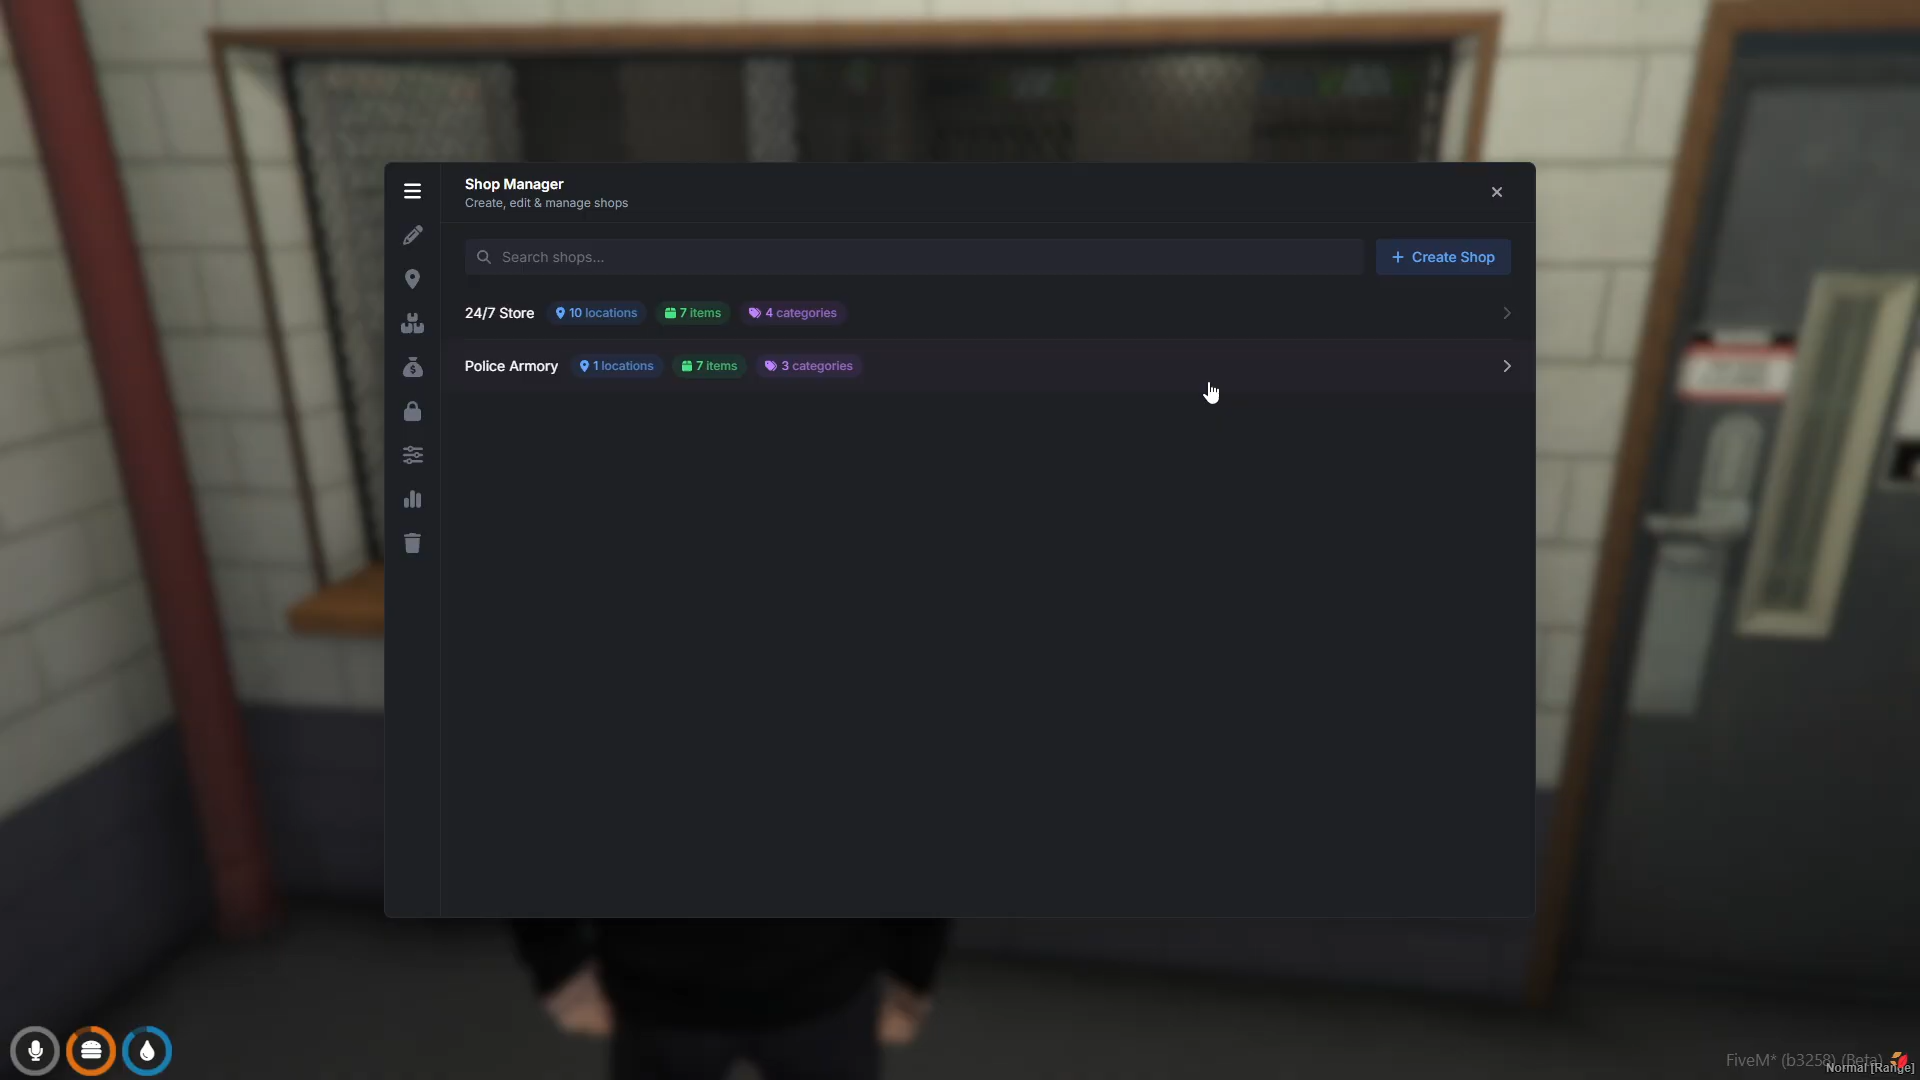 Shop Manager
Create, edit & manage shops
Search shops...
+ Create Shop
24/7 Store 10 locations 7 items 4 categories
Police Armory 1 locations 7 items 3 categories
FiveM* (b3258) (Beta)
Normal [Range]